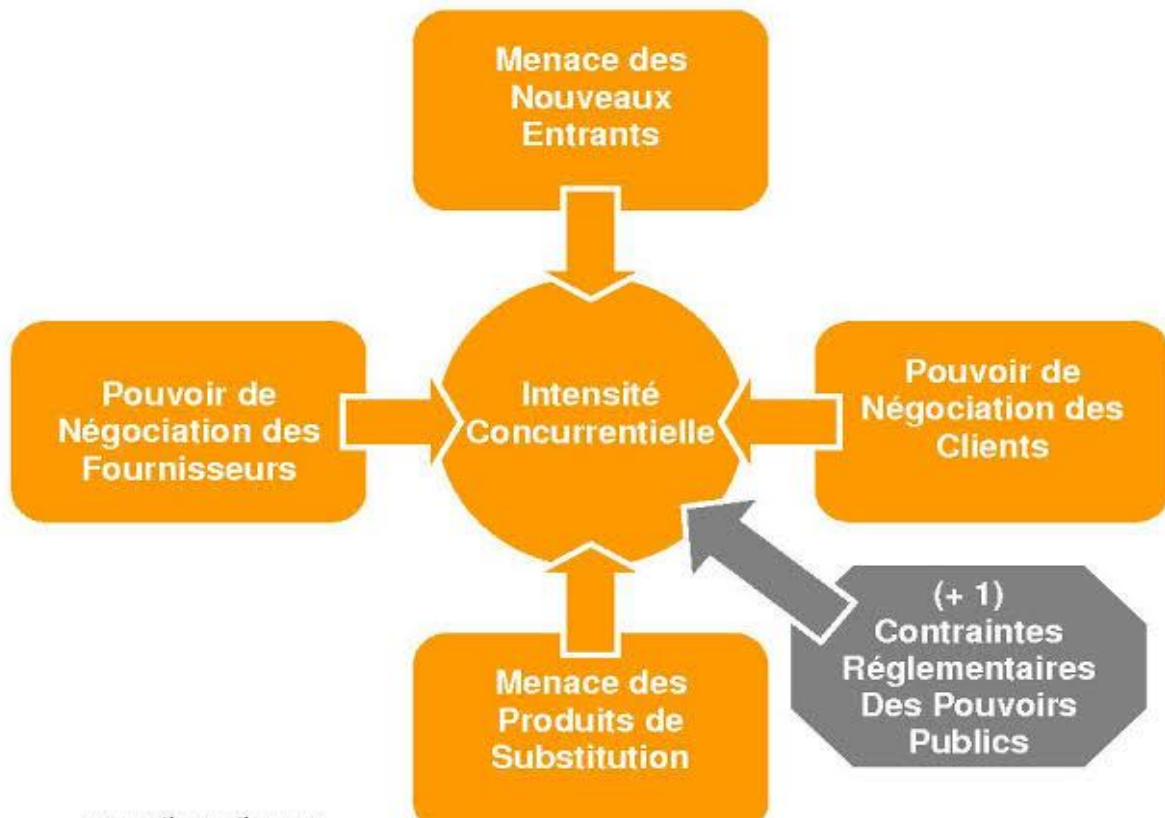 Menace des
Nouveaux
Entrants
Pouvoir de
Négociation des
Fournisseurs
Intensité
Concurrentielle
Pouvoir de
Négociation des
Clients
(+ 1)
Contraintes
Réglementaires
Des Pouvoirs
Publics
Menace des
Produits de
Substitution